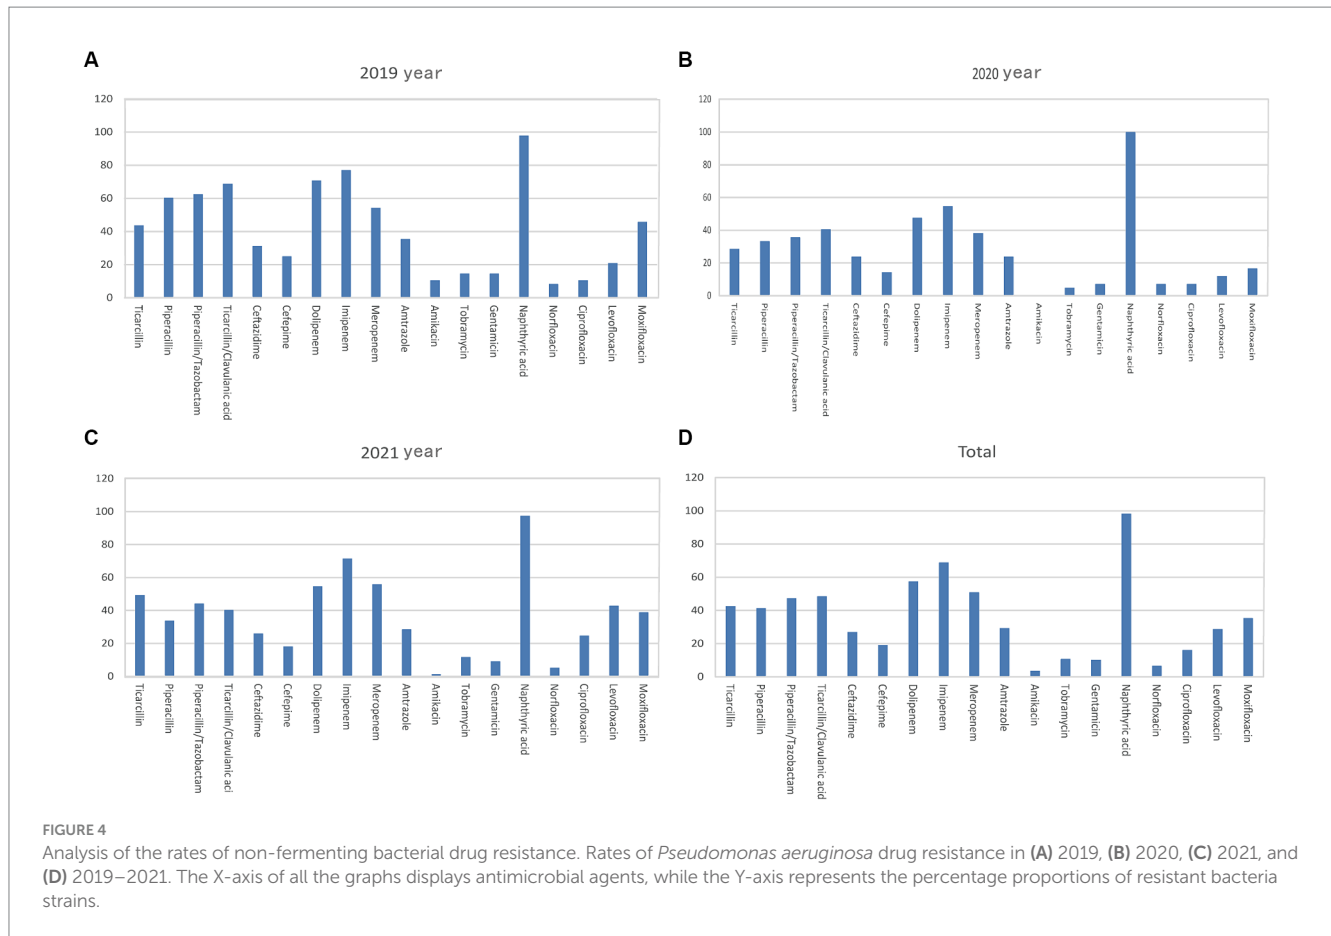 A
2019 year
120
100
80
60
40
20
0
Ticarcillin
Piperacillin
Piperacillin/Tazobactam
Ticarcillin/Clavulanic acid
Ceftazidime
Cefepime
Dolipenem
Imipenem
Meropenem
Amtrazole
Amikacin
Tobramycin
Gentamicin
Naphthyric acid
Norfloxacin
Ciprofloxacin
Levofloxacin
Moxifloxacin
B
2020 year
120
100
80
60
40
20
0
Ticarcillin
Piperacillin
Piperacillin/Tazobactam
Ticarcillin/Clavulanic acid
Ceftazidime
Cefepime
Dolipenem
Imipenem
Meropenem
Amtrazole
Amikacin
Tobramycin
Gentamicin
Naphthyric acid
Norfloxacin
Ciprofloxacin
Levofloxacin
Moxifloxacin
C
2021 year
120
100
80
60
40
20
0
Ticarcillin
Piperacillin
Piperacillin/Tazobactam
Ticarcillin/Clavulanic aci
Ceftazidime
Cefepime
Dolipenem
Imipenem
Meropenem
Amtrazole
Amikacin
Tobramycin
Gentamicin
Naphthyric acid
Norfloxacin
Ciprofloxacin
Levofloxacin
Moxifloxacin
D
Total
120
100
80
60
40
20
0
Ticarcillin
Piperacillin
Piperacillin/Tazobactam
Ticarcillin/Clavulanic acid
Ceftazidime
Cefepime
Dolipenem
Imipenem
Meropenem
Amtrazole
Amikacin
Tobramycin
Gentamicin
Naphthyric acid
Norfloxacin
Ciprofloxacin
Levofloxacin
Moxifloxacin
FIGURE 4
Analysis of the rates of non-fermenting bacterial drug resistance. Rates of Pseudomonas aeruginosa drug resistance in (A) 2019, (B) 2020, (C) 2021, and
(D) 2019–2021. The X-axis of all the graphs displays antimicrobial agents, while the Y-axis represents the percentage proportions of resistant bacteria
strains.